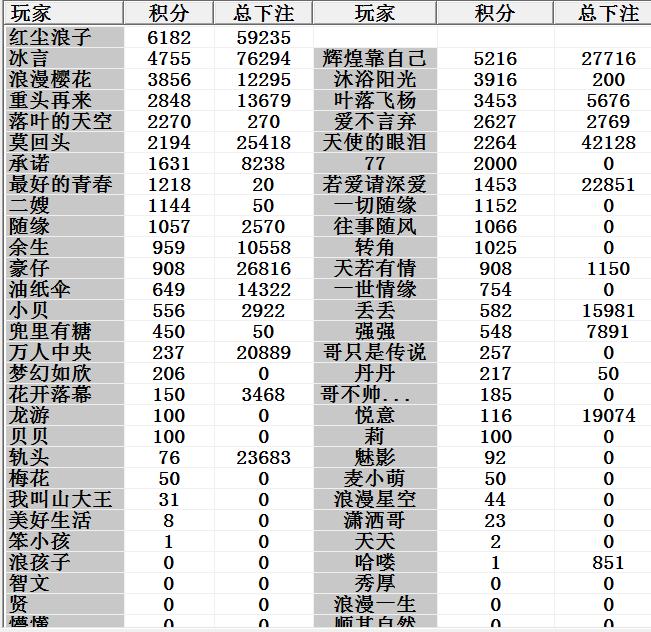 玩家 积分 总下注 玩家 积分 总下注
红尘浪子 6182 59235
冰言 4755 76294 辉煌靠自己 5216 27716
浪漫樱花 3856 12295 沐浴阳光 3916 200
重头再来 2848 13679 叶落飞杨 3453 5676
落叶的天空 2270 270 爱不言弃 2627 2769
莫回头 2194 25418 天使的眼泪 2264 42128
承诺 1631 8238 77 2000 0
最好的青春 1218 20 若爱请深爱 1453 22851
二嫂 1144 50 一切随缘 1152 0
随缘 1057 2570 往事随风 1066 0
余生 959 10558 转角 1025 0
豪仔 908 26816 天若有情 908 1150
油纸伞 649 14322 一世情缘 754 0
小贝 556 2922 丢丢 582 15981
兜里有糖 450 50 强强 548 7891
万人中央 237 20889 哥只是传说 257 0
梦幻如欣 206 0 丹丹 217 50
花开落幕 150 3468 哥不帅... 185 0
龙游 100 0 悦意 116 19074
贝贝 100 0 莉 100 0
轨头 76 23683 魅影 92 0
梅花 50 0 麦小萌 50 0
我叫山大王 31 0 浪漫星空 44 0
美好生活 8 0 潇洒哥 23 0
笨小孩 1 0 天天 2 0
浪孩子 0 0 哈喽 1 851
智文 0 0 秀厚 0 0
贤 0 0 浪漫一生 0 0
懵懂 0 0 顺其自然 0 0